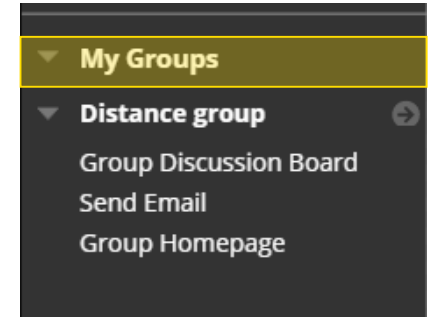 My Groups
Distance group
Group Discussion Board
Send Email
Group Homepage